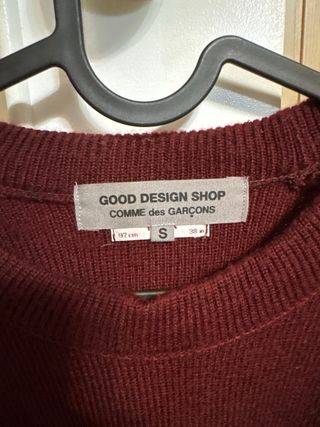 GOOD DESIGN SHOP
COMME des GARÇONS
97 cm S 38 in